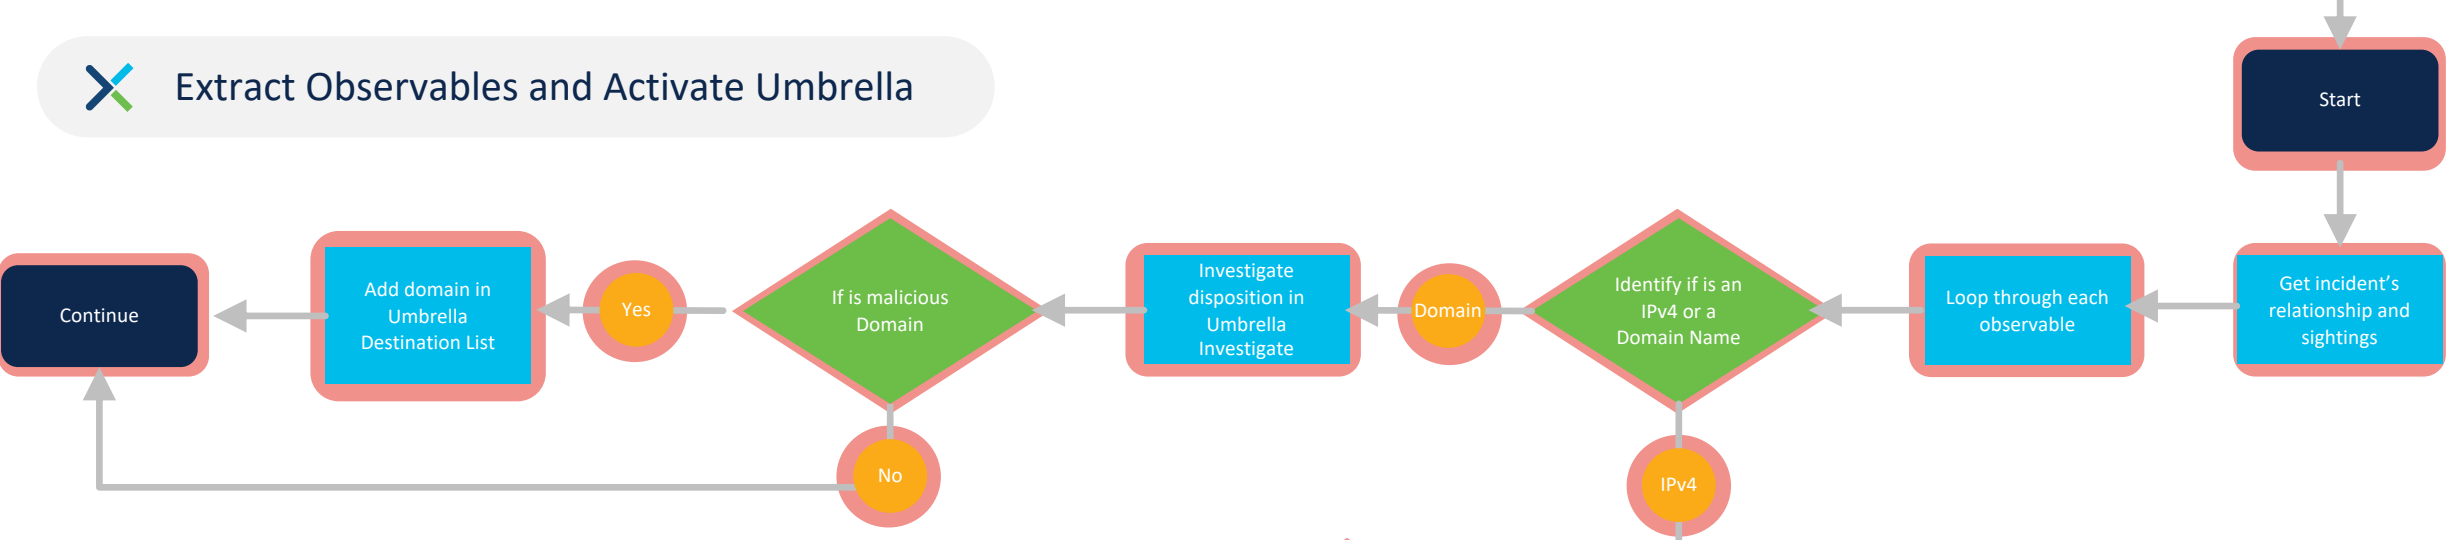 Extract Observables and Activate Umbrella
Start
Continue
Add domain in
Umbrella
Destination List
Yes
If is malicious
Domain
Investigate
disposition in
Umbrella
Investigate
Domain
Identify if is an
IPv4 or a
Domain Name
Loop through each
observable
Get incident’s
relationship and
sightings
No
IPv4